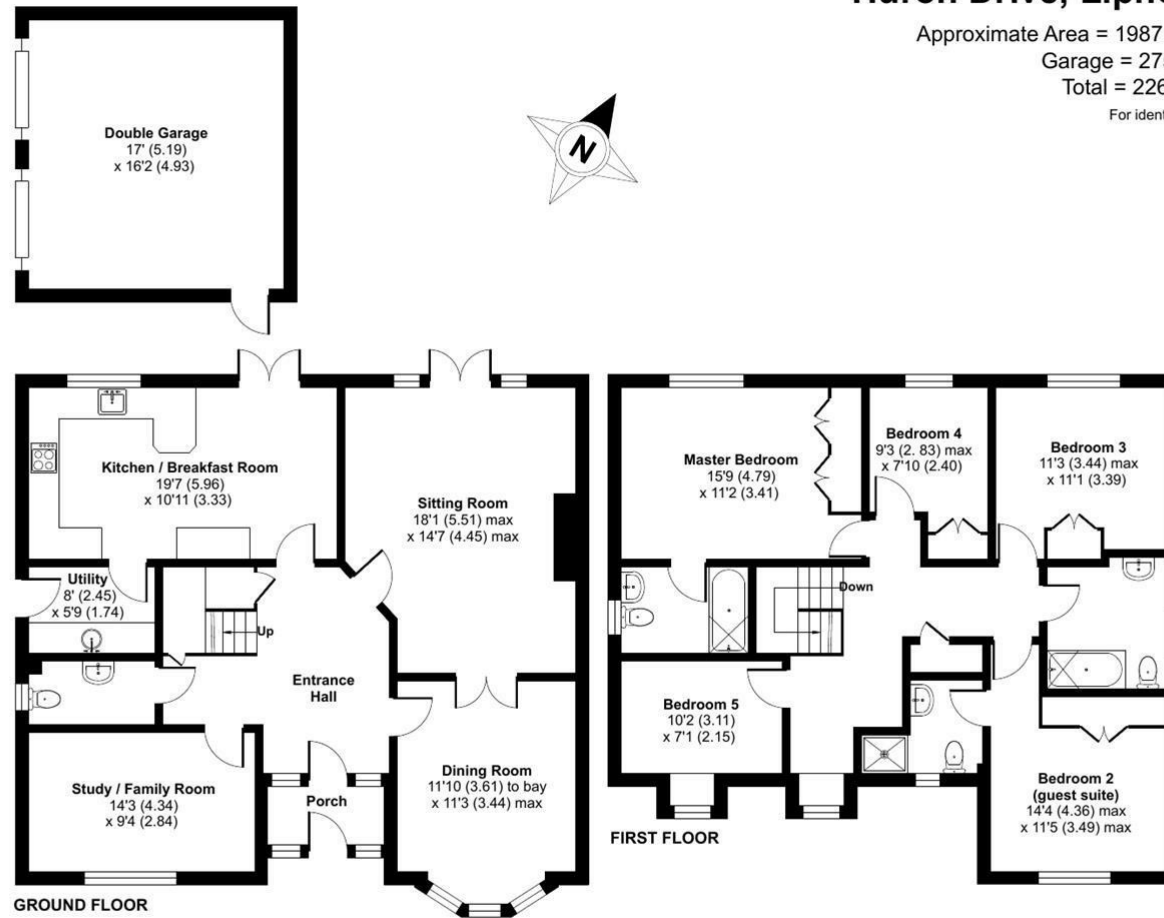 Approximate Area = 1987
Garage = 27
Total = 226
For ident
Double Garage
17' (5.19)
x 16'2 (4.93)
N
Kitchen / Breakfast Room
19'7 (5.96)
x 10'11 (3.33)
Sitting Room
18'1 (5.51) max
x 14'7 (4.45) max
Utility
8' (2.45)
x 5'9 (1.74)
Up
Entrance
Hall
Study / Family Room
14'3 (4.34)
x 9'4 (2.84)
Porch
Dining Room
11'10 (3.61) to bay
x 11'3 (3.44) max
GROUND FLOOR
Master Bedroom
15'9 (4.79)
x 11'2 (3.41)
Bedroom 4
9'3 (2. 83) max
x 7'10 (2.40)
Bedroom 3
11'3 (3.44) max
x 11'1 (3.39)
Down
Bedroom 5
10'2 (3.11)
x 7'1 (2.15)
Bedroom 2
(guest suite)
14'4 (4.36) max
x 11'5 (3.49) max
FIRST FLOOR